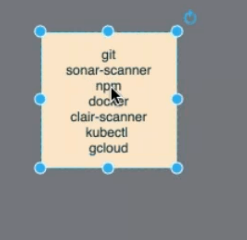 git
sonar-scanner
npm
docker
clair-scanner
kubectl
gcloud